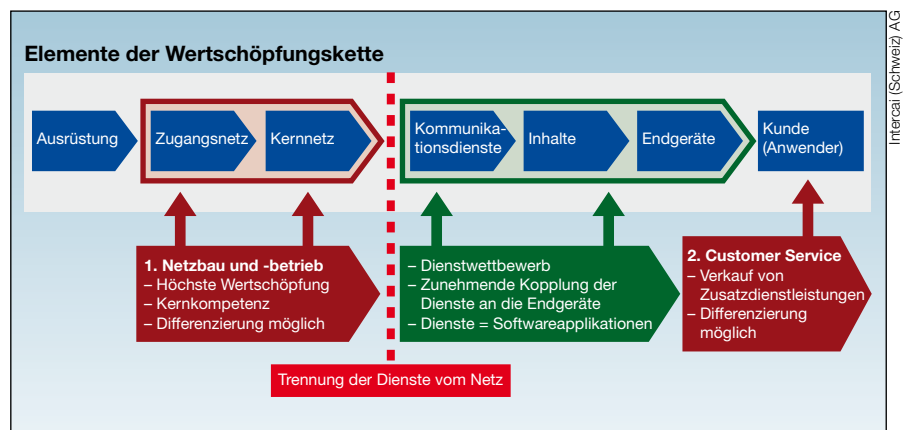 Elemente der Wertschöpfungskette
Ausrüstung
Zugangsnetz
Kernnetz
Kommunika-
tionsdienste
Inhalte
Endgeräte
Kunde
(Anwender)
1. Netzbau und -betrieb
– Höchste Wertschöpfung
– Kernkompetenz
– Differenzierung möglich
– Dienstwettbewerb
– Zunehmende Kopplung der
Dienste an die Endgeräte
– Dienste = Softwareapplikationen
2. Customer Service
– Verkauf von
Zusatzdienstleistungen
– Differenzierung
möglich
Trennung der Dienste vom Netz
Intercai (Schweiz) AG